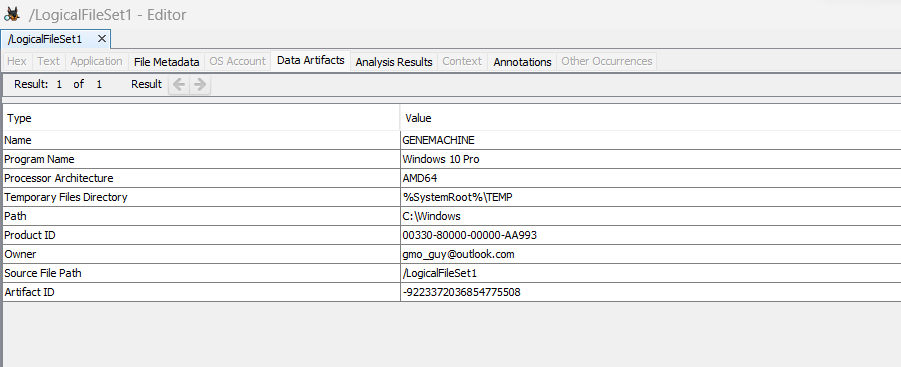 /LogicalFileSet1 - Editor
/LogicalFileSet1 X
Hex Text Application File Metadata OS Account Data Artifacts Analysis Results Context Annotations Other Occurrences
Result: 1 of 1 Result
Type Value
Name GENEMACHINE
Program Name Windows 10 Pro
Processor Architecture AMD64
Temporary Files Directory %SystemRoot%\TEMP
Path C:\Windows
Product ID 00330-80000-00000-AA993
Owner gmo_guy@outlook.com
Source File Path /LogicalFileSet1
Artifact ID -9223372036854775508